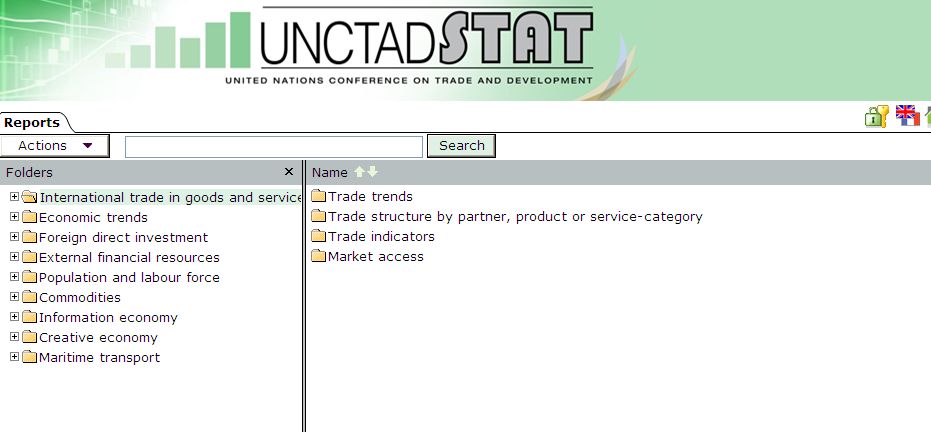 UNCTADSTAT
UNITED NATIONS CONFERENCE ON TRADE AND DEVELOPMENT
Reports
Actions
Search
Folders
International trade in goods and service
Economic trends
Foreign direct investment
External financial resources
Population and labour force
Commodities
Information economy
Creative economy
Maritime transport
Name
Trade trends
Trade structure by partner, product or service-category
Trade indicators
Market access